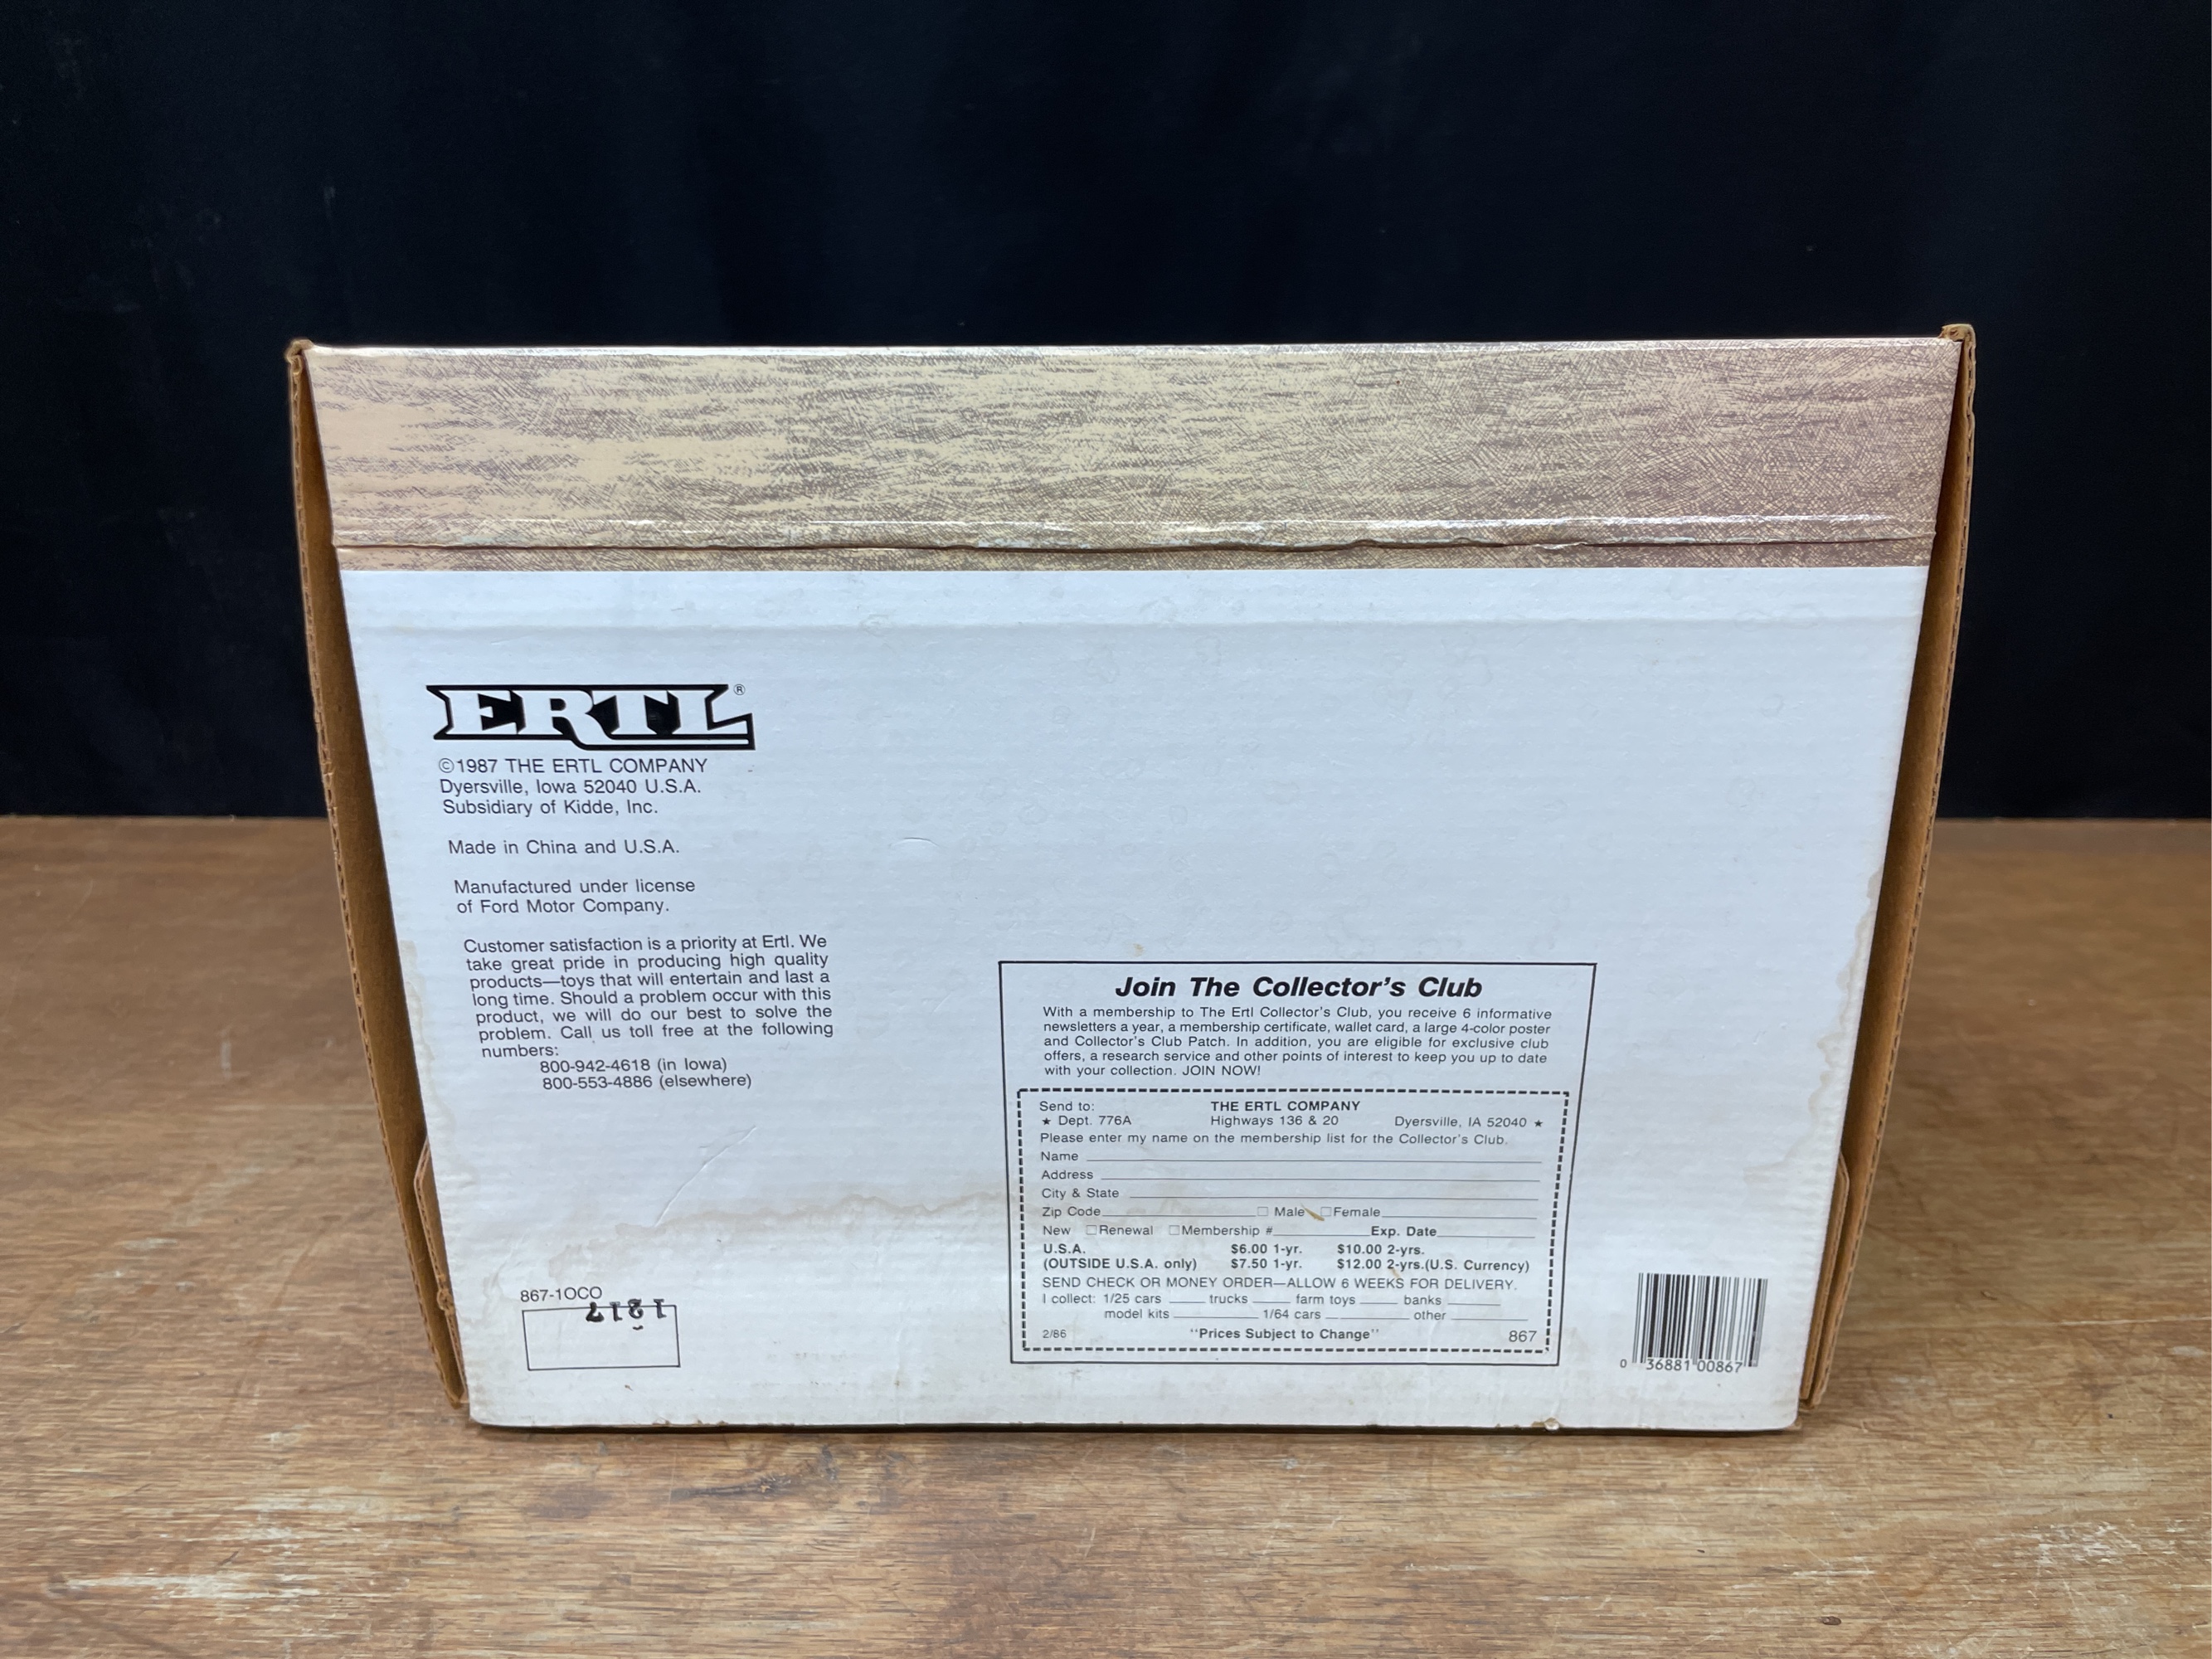 ERTL®
©1987 THE ERTL COMPANY
Dyersville, Iowa 52040 U.S.A.
Subsidiary of Kidde, Inc.
Made in China and U.S.A.
Manufactured under license
of Ford Motor Company.
Customer satisfaction is a priority at Ertl. We
take great pride in producing high quality
products—toys that will entertain and last a
long time. Should a problem occur with this
product, we will do our best to solve the
problem. Call us toll free at the following
numbers:
800-942-4618 (in Iowa)
800-553-4886 (elsewhere)
867-1OCO
Join The Collector's Club
With a membership to The Ertl Collector's Club, you receive 6 informative
newsletters a year, a membership certificate, wallet card, a large 4-color poster
and Collector's Club Patch. In addition, you are eligible for exclusive club
offers, a research service and other points of interest to keep you up to date
with your collection. JOIN NOW!
Send to: THE ERTL COMPANY
★ Dept. 776A Highways 136 & 20 Dyersville, IA 52040 ★
Please enter my name on the membership list for the Collector's Club.
Name
Address
City & State
Zip Code □ Male □ Female
New □ Renewal □ Membership # Exp. Date
U.S.A. $6.00 1-yr. $10.00 2-yrs.
(OUTSIDE U.S.A. only) $7.50 1-yr. $12.00 2-yrs.(U.S. Currency)
SEND CHECK OR MONEY ORDER—ALLOW 6 WEEKS FOR DELIVERY.
I collect: 1/25 cars trucks farm toys banks
model kits 1/64 cars other
2/86 "Prices Subject to Change" 867
0 36881 00867